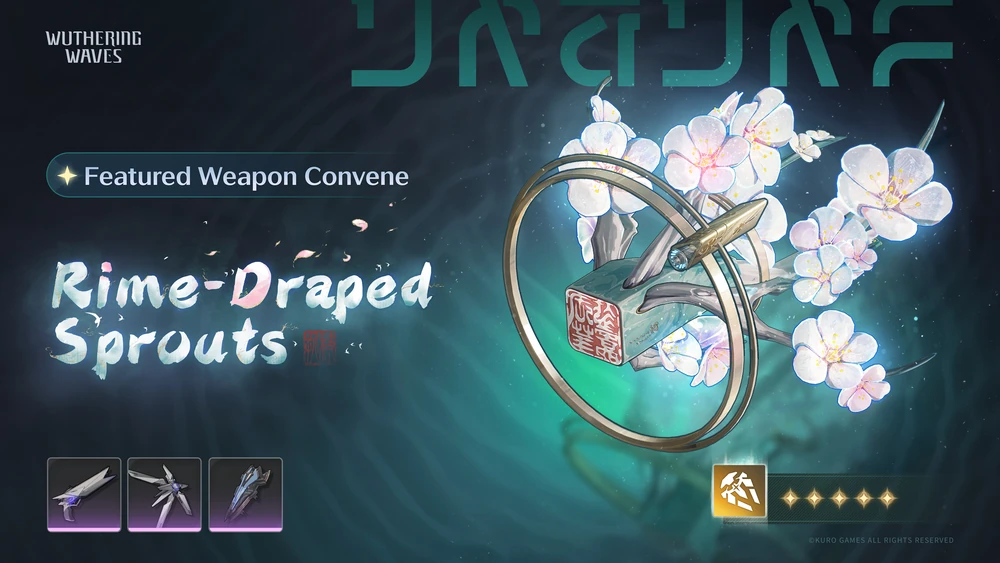 WUTHERING
WAVES
Featured Weapon Convene
Rime-Draped
Sprouts
©KURO GAMES ALL RIGHTS RESERVED